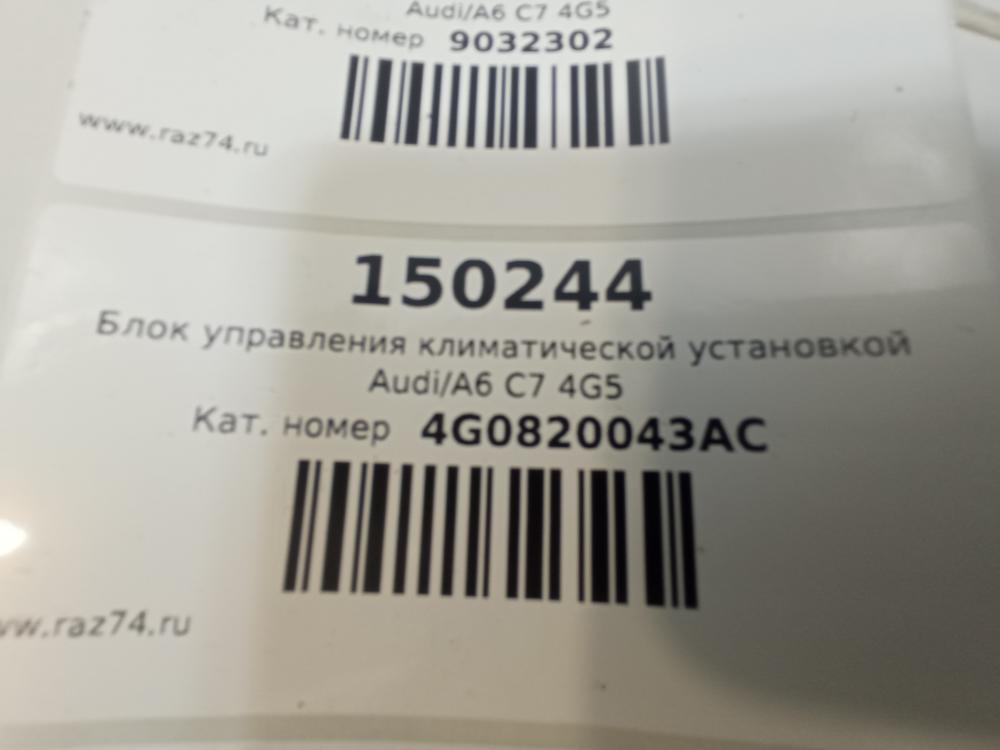 Audi/A6 C7 4G5
Кат. номер 9032302
www.raz74.ru
150244
Блок управления климатической установкой
Audi/A6 C7 4G5
Кат. номер 4G0820043AC
ww.raz74.ru